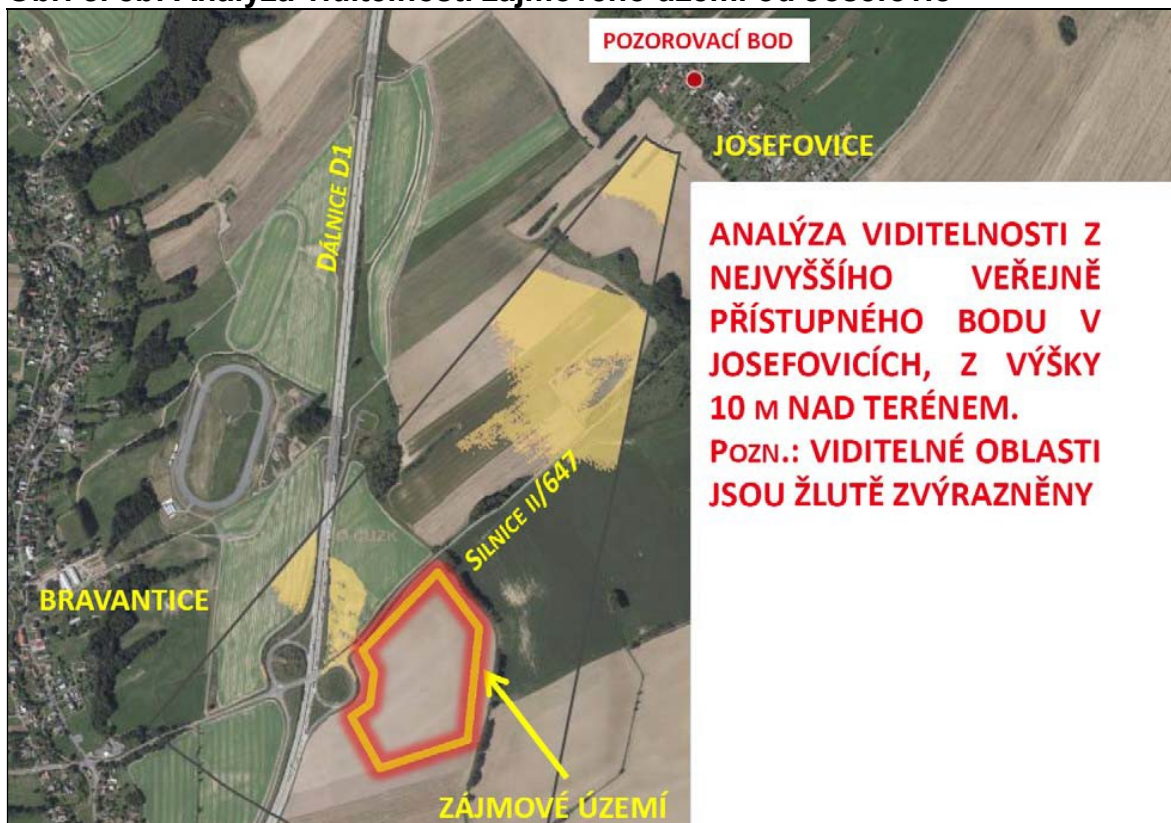 POZOROVACÍ BOD
JOSEFOVICE
DÁLNICE D1
ANALÝZA VIDITELNOSTI Z
NEJVYŠŠÍHO VEŘEJNĚ
PŘÍSTUPNÉHO BODU V
JOSEFOVICÍCH, Z VÝŠKY
10 M NAD TERÉNEM.
POZN.: VIDITELNÉ OBLASTI
JSOU ŽLUTĚ ZVÝRAZNĚNY
SILNICE II/647
BRAVANTICE
ZÁJMOVÉ ÚZEMÍ